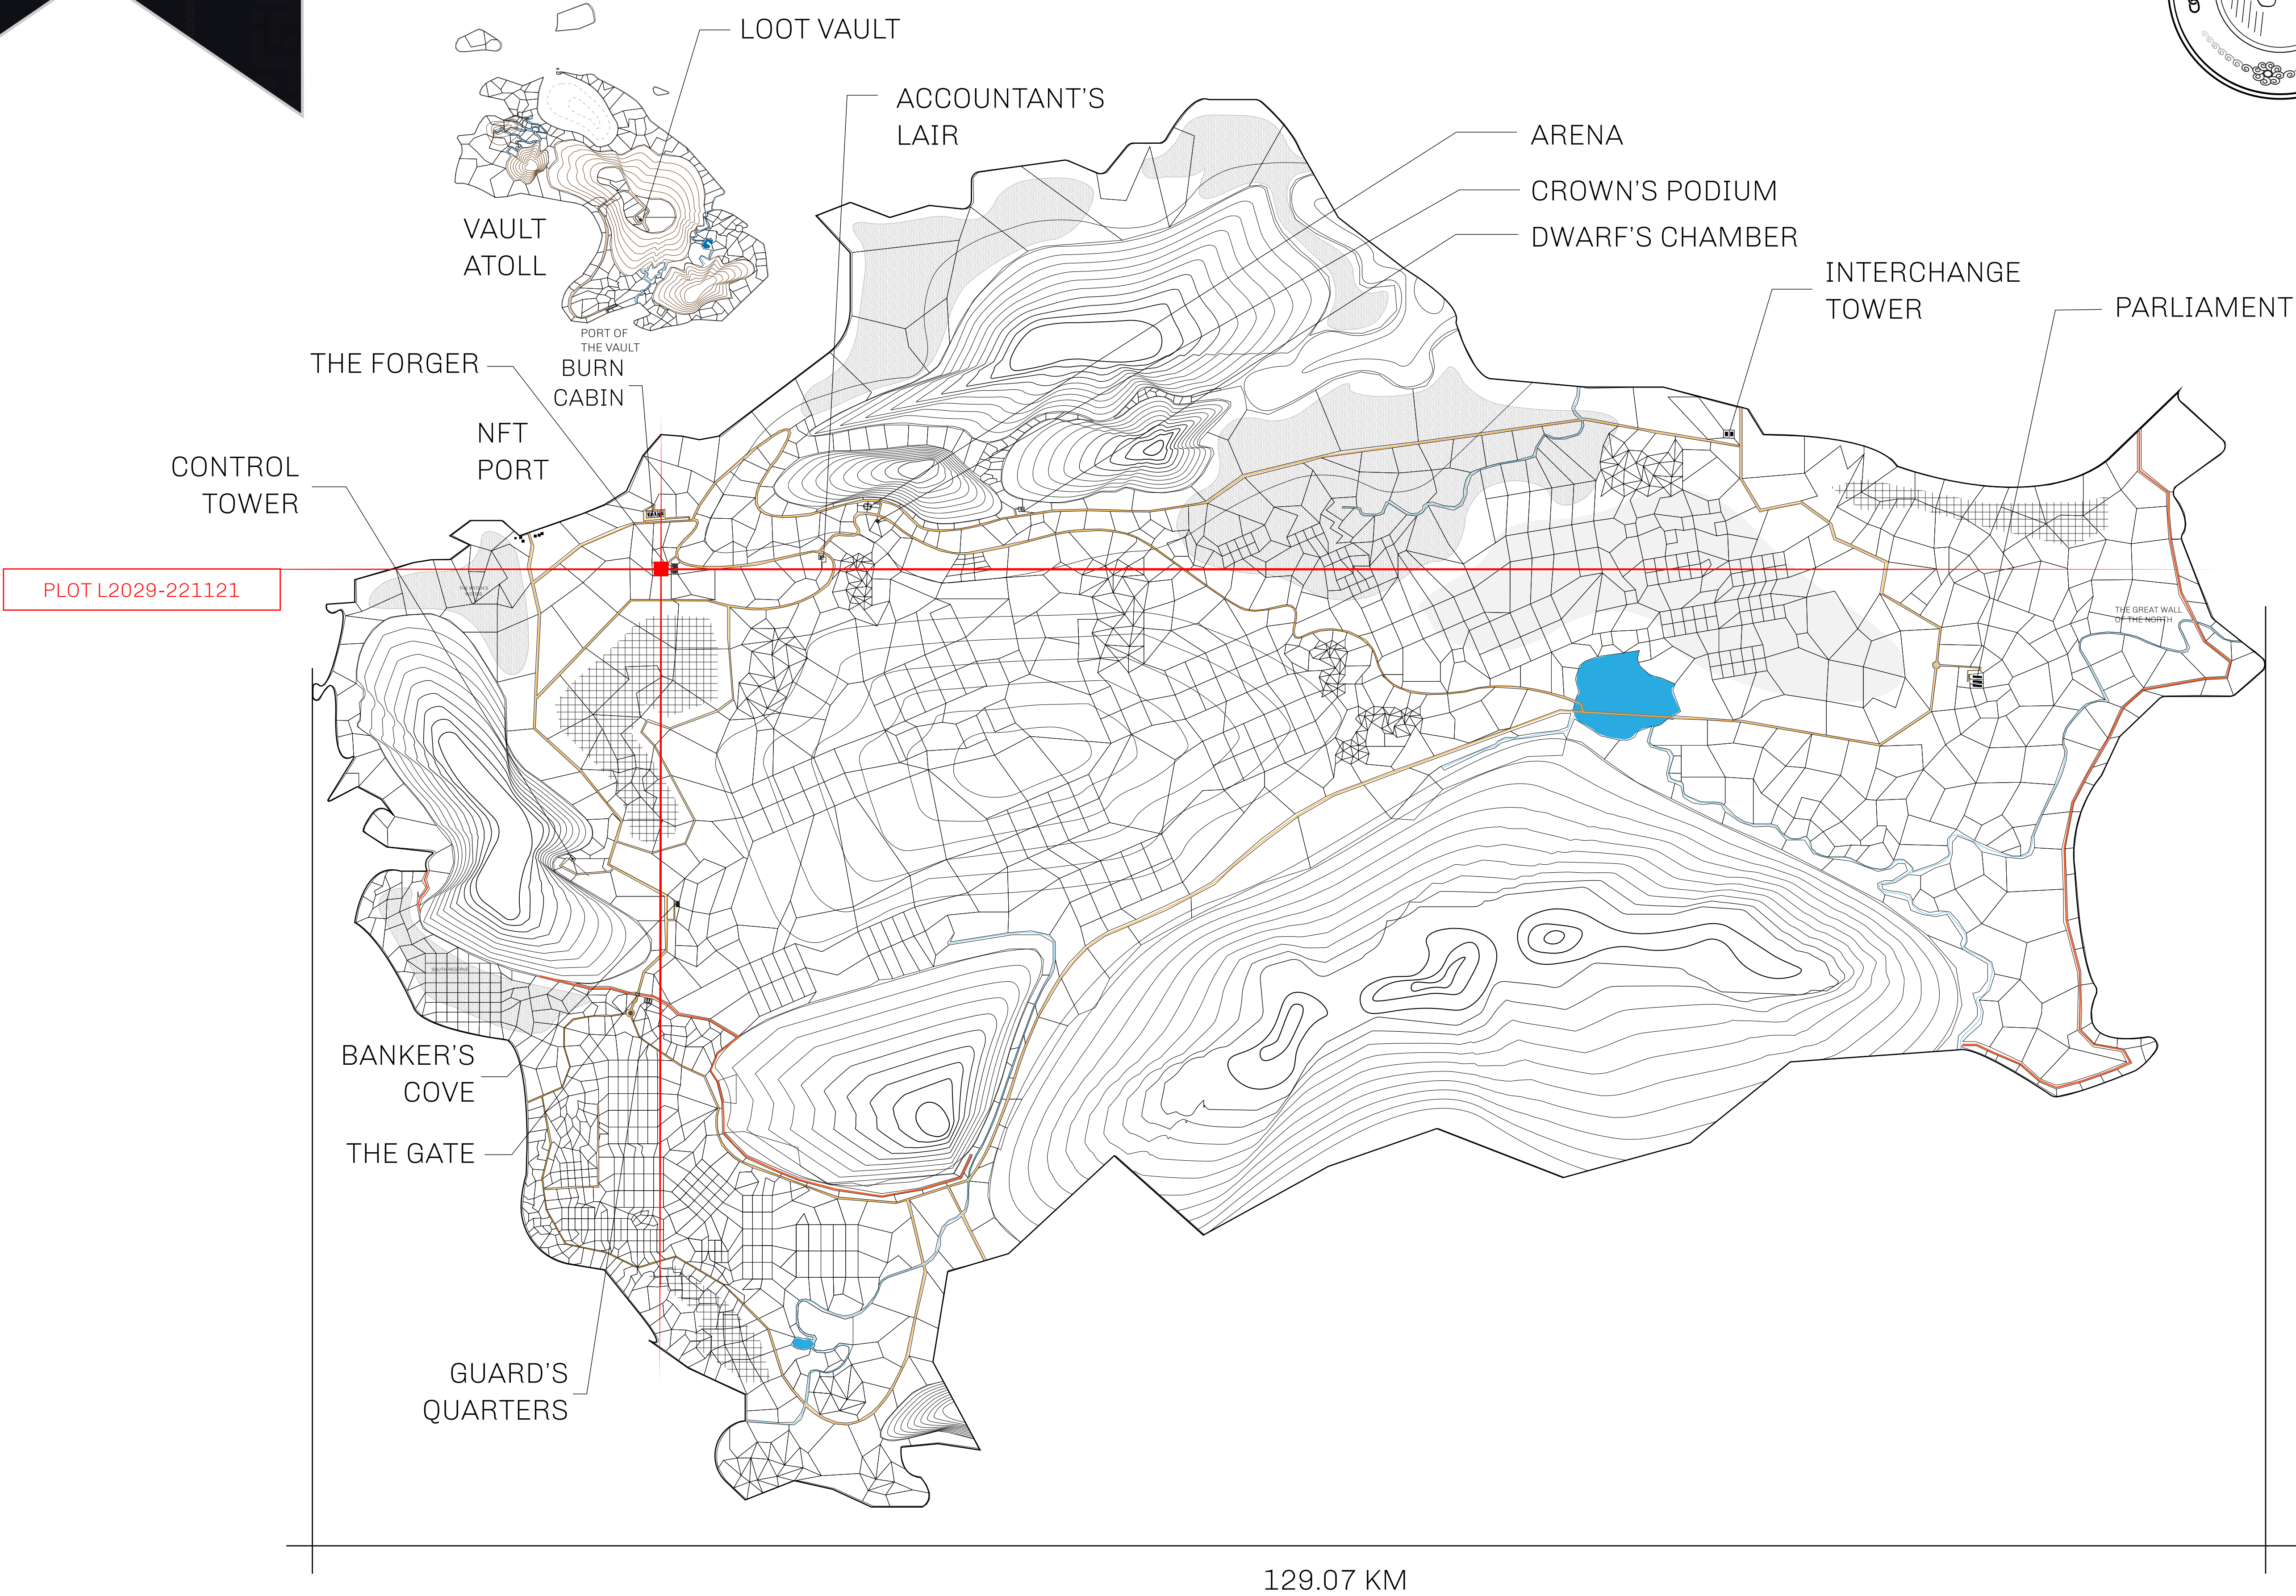 LOOT VAULT
ACCOUNTANT'S
LAIR
ARENA
CROWN'S PODIUM
DWARF'S CHAMBER
VAULT
ATOLL
INTERCHANGE
TOWER
PARLIAMENT
PORT OF
THE VAULT
THE FORGER
BURN
CABIN
NFT
PORT
CONTROL
TOWER
PLOT L2029-221121
THE GREAT WALL
OF THE NORTH
SOUTH RESERVE
BANKER'S
COVE
THE GATE
GUARD'S
QUARTERS
129.07 KM